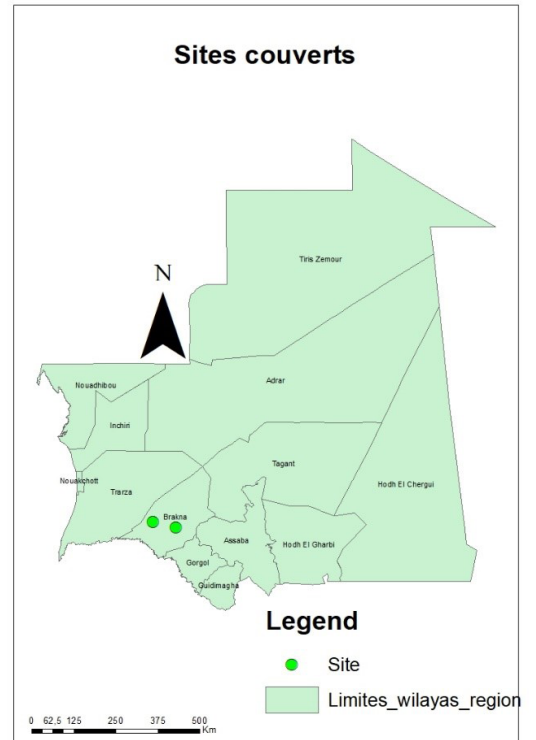 Sites couverts
Tiris Zemour
N
Adrar
Nouadhibou
Inchiri
Tagant
Nouakchott
Hodh El Chergui
Trarza
Brakna
Assaba
Hodh El Gharbi
Gorgol
Guidimagha
Legend
Site
Limites_wilayas_region
0 62,5 125 250 375 500
Km